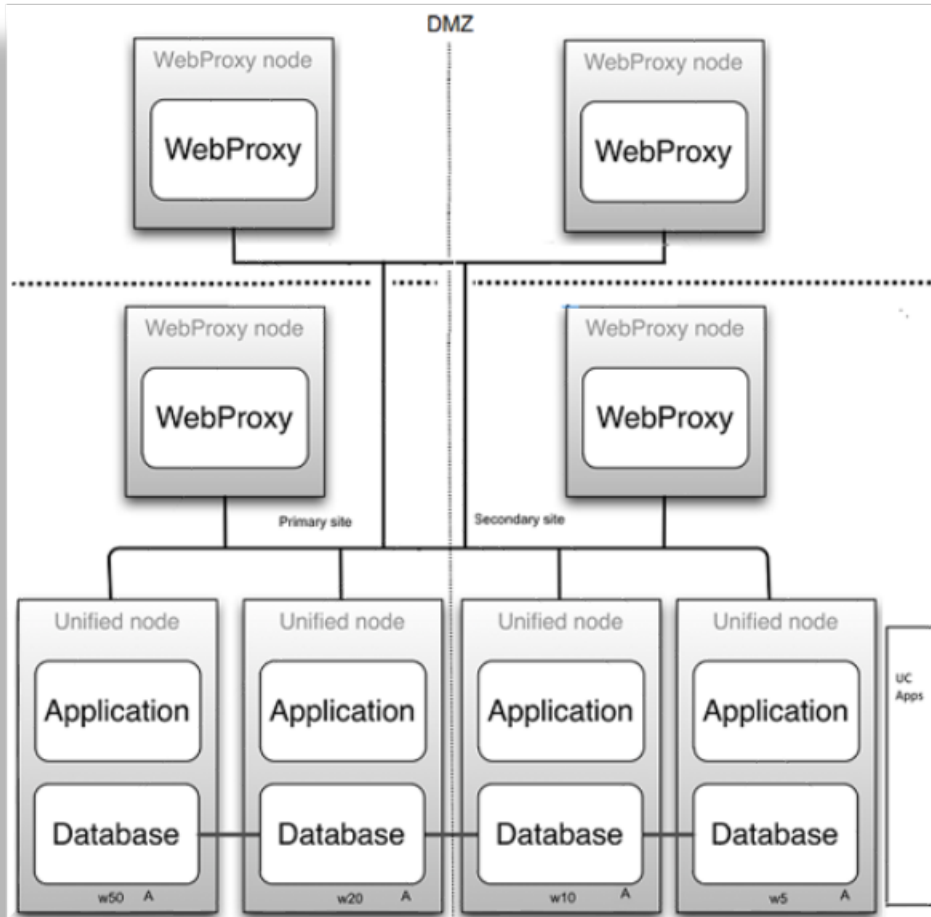 DMZ
WebProxy node
WebProxy
WebProxy node
WebProxy
WebProxy node
WebProxy
WebProxy node
WebProxy
Primary site
Secondary site
Unified node
Application
Database
w50 A
Unified node
Application
Database
w20 A
Unified node
Application
Database
w10 A
Unified node
Application
Database
w5 A
UC
Apps